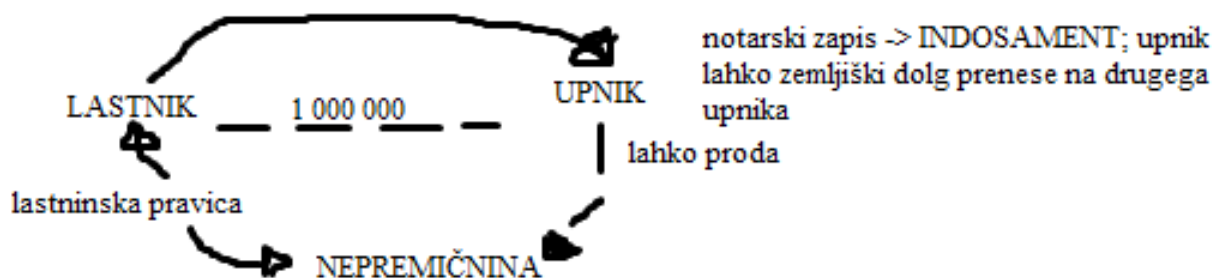 notarski zapis -> INDOSAMENT; upnik
lahko zemljiški dolg prenese na drugega
upnika
LASTNIK
1 000 000
UPNIK
lahko proda
lastninska pravica
NEPREMIČNINA